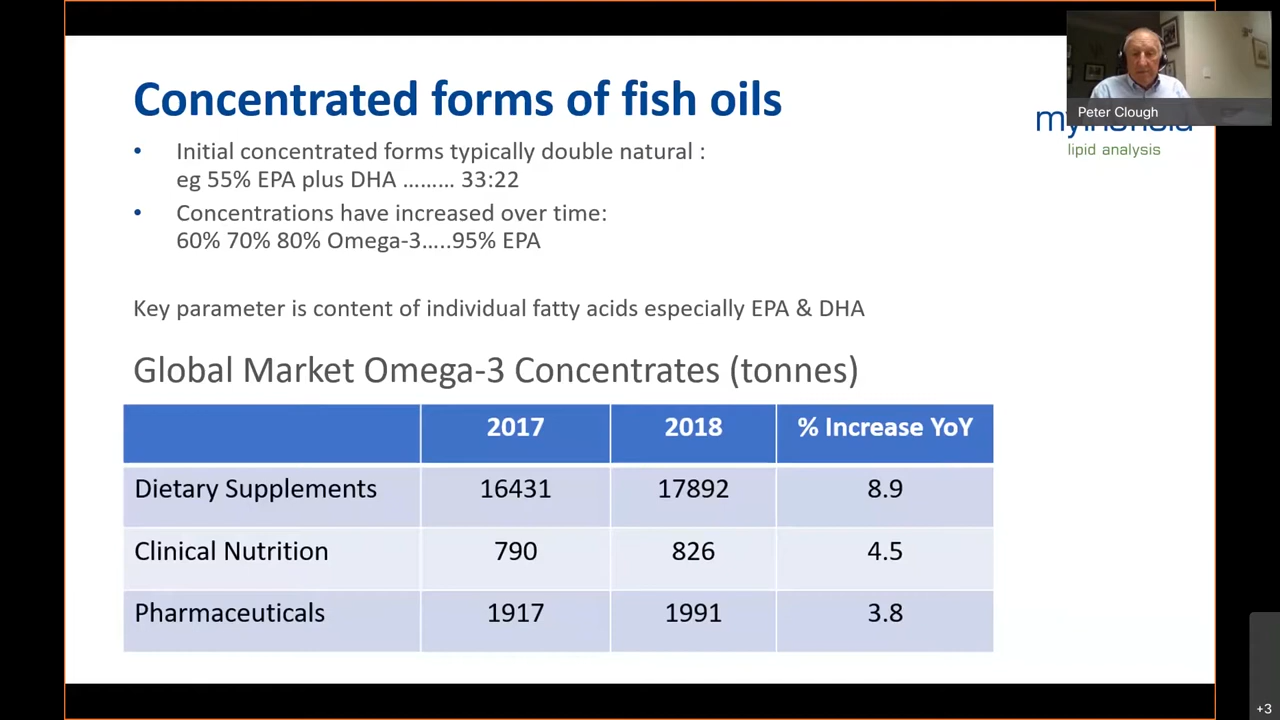 Concentrated forms of fish oils
Peter Clough
lipid analysis
• Initial concentrated forms typically double natural :
eg 55% EPA plus DHA ……… 33:22
• Concentrations have increased over time:
60% 70% 80% Omega-3…..95% EPA
Key parameter is content of individual fatty acids especially EPA & DHA
Global Market Omega-3 Concentrates (tonnes)
2017 2018 % Increase YoY
Dietary Supplements 16431 17892 8.9
Clinical Nutrition 790 826 4.5
Pharmaceuticals 1917 1991 3.8
+3